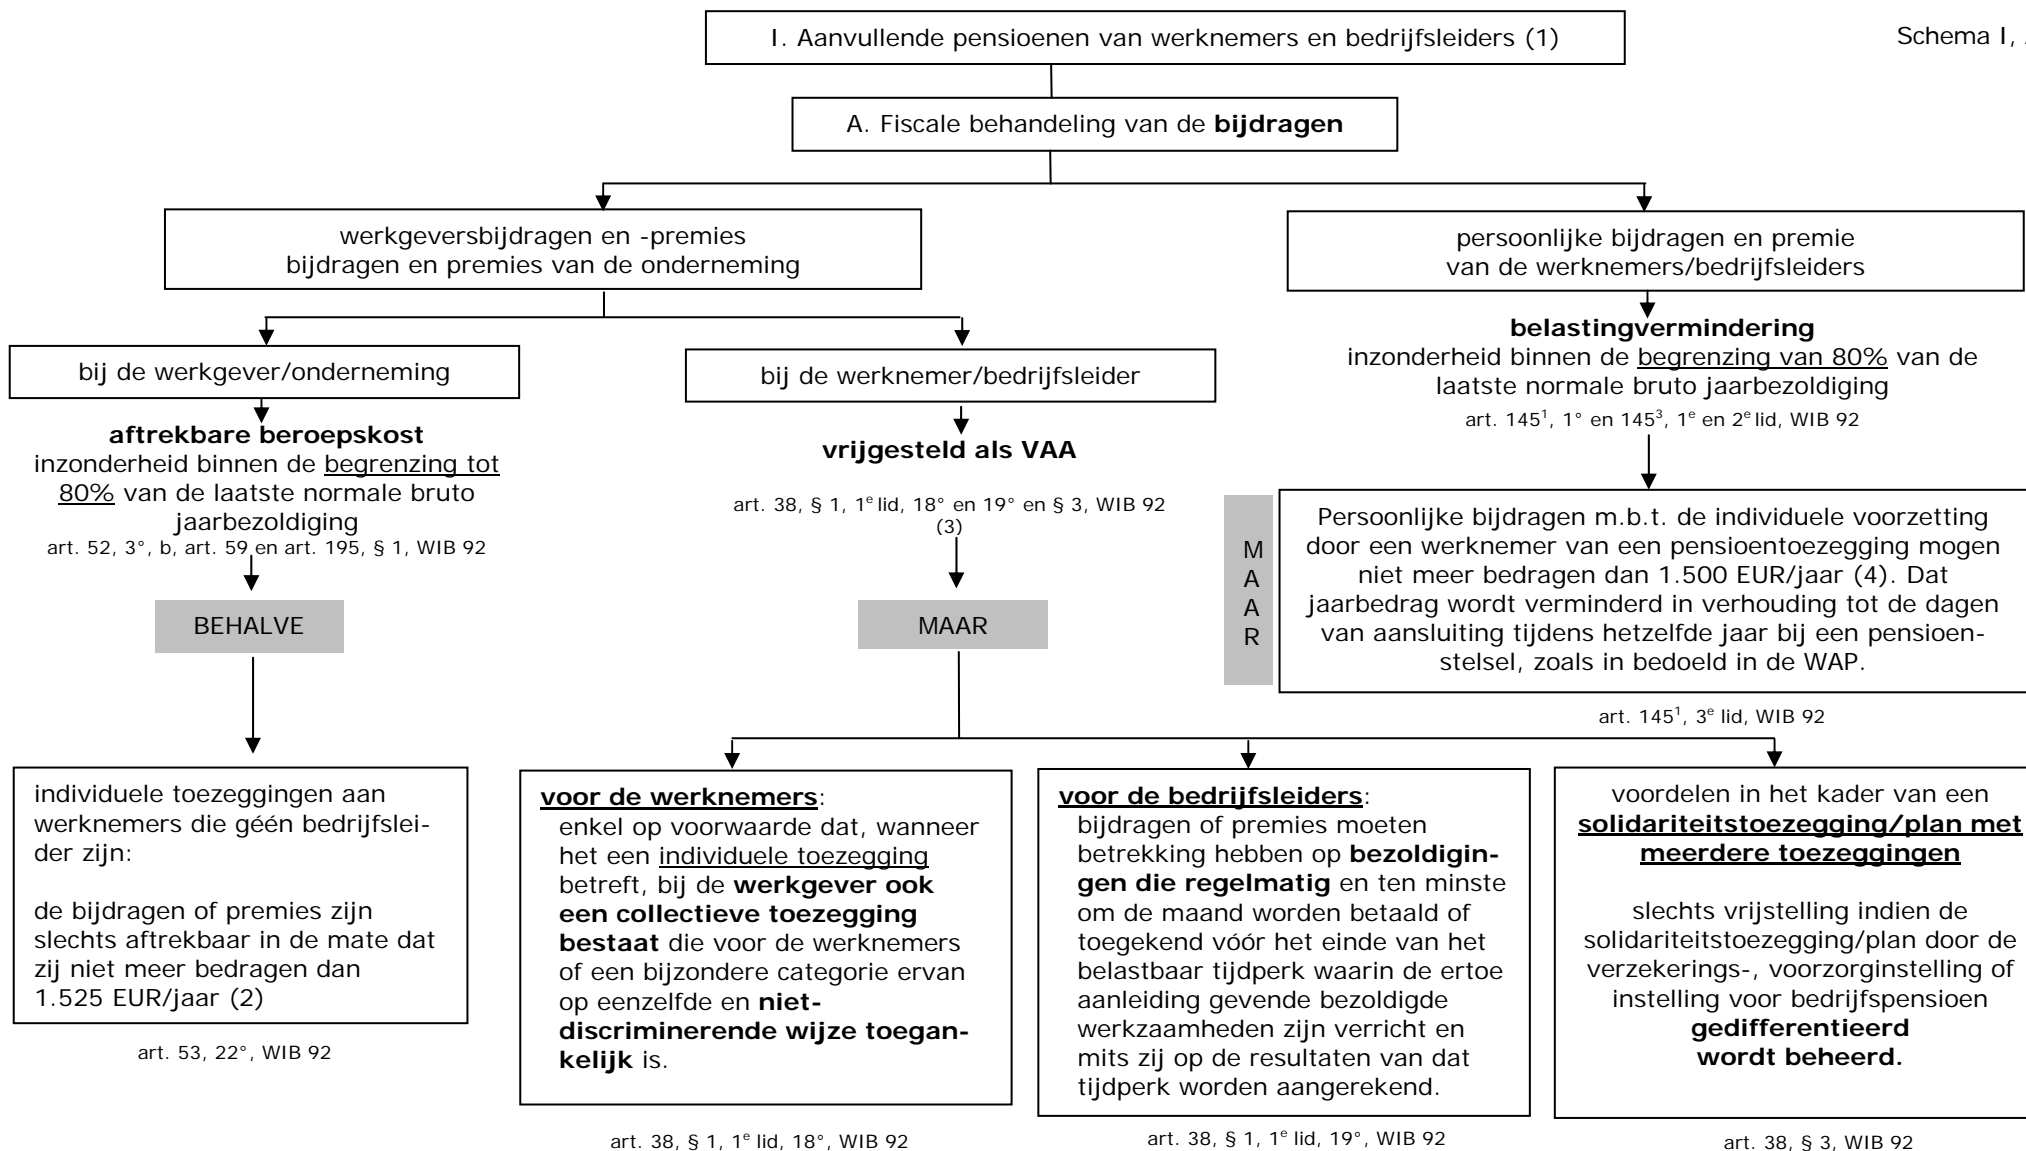 I. Aanvullende pensioenen van werknemers en bedrijfsleiders (1)
Schema I,
A. Fiscale behandeling van de bijdragen
werkgeversbijdragen en -premies
bijdragen en premies van de onderneming
persoonlijke bijdragen en premie
van de werknemers/bedrijfsleiders
bij de werkgever/onderneming
aftrekbare beroepskost
inzonderheid binnen de begrenzing tot
80% van de laatste normale bruto
jaarbezoldiging
art. 52, 3°, b, art. 59 en art. 195, § 1, WIB 92
BEHALVE
individuele toezeggingen aan
werknemers die géén bedrijfslei-
der zijn:
de bijdragen of premies zijn
slechts aftrekbaar in de mate dat
zij niet meer bedragen dan
1.525 EUR/jaar (2)
art. 53, 22°, WIB 92
bij de werknemer/bedrijfsleider
vrijgesteld als VAA
art. 38, § 1, 1e lid, 18° en 19° en § 3, WIB 92
(3)
MAAR
voor de werknemers:
enkel op voorwaarde dat, wanneer
het een individuele toezegging
betreft, bij de werkgever ook
een collectieve toezegging
bestaat die voor de werknemers
of een bijzondere categorie ervan
op eenzelfde en niet-
discriminerende wijze toegan-
kelijk is.
art. 38, § 1, 1e lid, 18°, WIB 92
voor de bedrijfsleiders:
bijdragen of premies moeten
betrekking hebben op bezoldigin-
gen die regelmatig en ten minste
om de maand worden betaald of
toegekend vóór het einde van het
belastbaar tijdperk waarin de ertoe
aanleiding gevende bezoldigde
werkzaamheden zijn verricht en
mits zij op de resultaten van dat
tijdperk worden aangerekend.
art. 38, § 1, 1e lid, 19°, WIB 92
voordelen in het kader van een
solidariteitstoezegging/plan met
meerdere toezeggingen
slechts vrijstelling indien de
solidariteitstoezegging/plan door de
verzekerings-, voorzorginstelling of
instelling voor bedrijfspensioen
gedifferentieerd
wordt beheerd.
art. 38, § 3, WIB 92
belastingvermindering
inzonderheid binnen de begrenzing van 80% van de
laatste normale bruto jaarbezoldiging
art. 145¹, 1° en 145³, 1e en 2e lid, WIB 92
M
A
A
R
Persoonlijke bijdragen m.b.t. de individuele voorzetting
door een werknemer van een pensioentoezegging mogen
niet meer bedragen dan 1.500 EUR/jaar (4). Dat
jaarbedrag wordt verminderd in verhouding tot de dagen
van aansluiting tijdens hetzelfde jaar bij een pensioen-
stelsel, zoals in bedoeld in de WAP.
art. 145¹, 3e lid, WIB 92